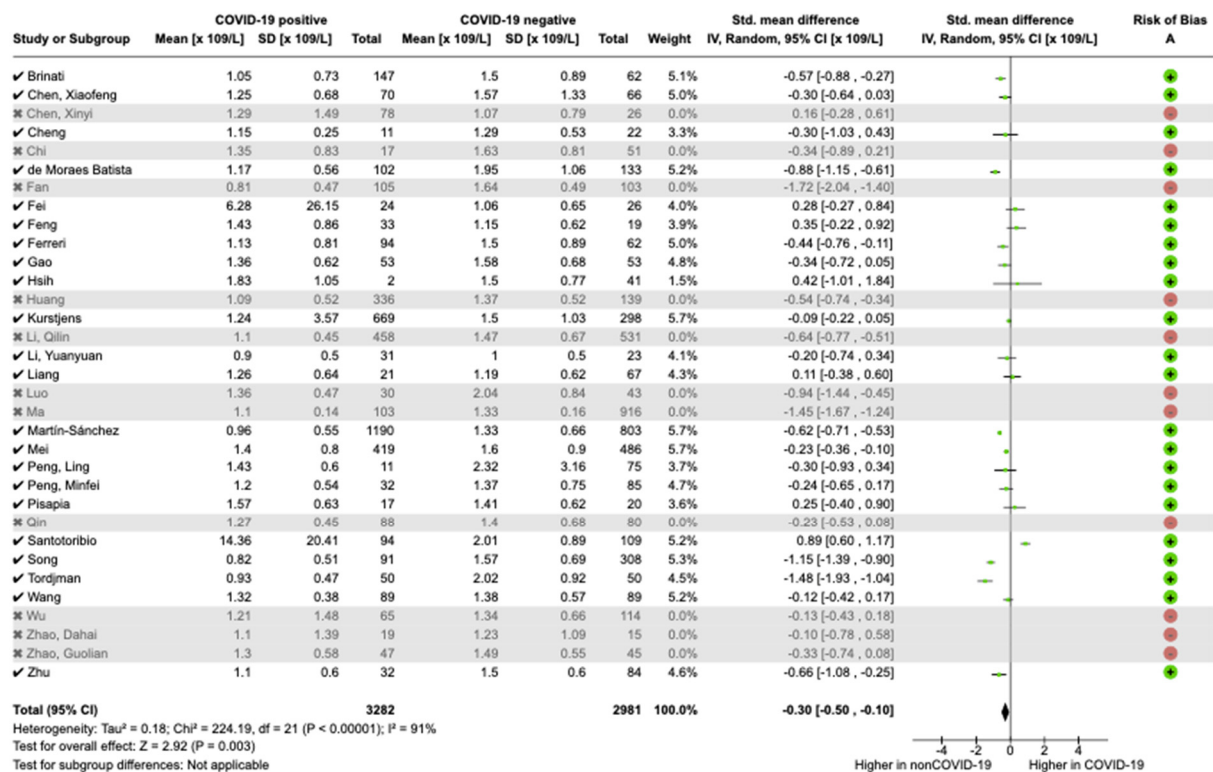 COVID-19 positive COVID-19 negative Std. mean difference Std. mean difference Risk of Bias
Study or Subgroup Mean [x 109/L] SD [x 109/L] Total Mean [x 109/L] SD [x 109/L] Total Weight IV, Random, 95% CI [x 109/L] IV, Random, 95% CI [x 109/L] A
✔ Brinati 1.05 0.73 147 1.5 0.89 62 5.1% -0.57 [-0.88 , -0.27] +
✔ Chen, Xiaofeng 1.25 0.68 70 1.57 1.33 66 5.0% -0.30 [-0.64 , 0.03] +
✖ Chen, Xinyi 1.29 1.49 78 1.07 0.79 26 0.0% 0.16 [-0.28 , 0.61] -
✔ Cheng 1.15 0.25 11 1.29 0.53 22 3.3% -0.30 [-1.03 , 0.43] +
✖ Chi 1.35 0.83 17 1.63 0.81 51 0.0% -0.34 [-0.89 , 0.21] -
✔ de Moraes Batista 1.17 0.56 102 1.95 1.06 133 5.2% -0.88 [-1.15 , -0.61] +
✖ Fan 0.81 0.47 105 1.64 0.49 103 0.0% -1.72 [-2.04 , -1.40] -
✔ Fei 6.28 26.15 24 1.06 0.65 26 4.0% 0.28 [-0.27 , 0.84] +
✔ Feng 1.43 0.86 33 1.15 0.62 19 3.9% 0.35 [-0.22 , 0.92] +
✔ Ferreri 1.13 0.81 94 1.5 0.89 62 5.0% -0.44 [-0.76 , -0.11] +
✔ Gao 1.36 0.62 53 1.58 0.68 53 4.8% -0.34 [-0.72 , 0.05] +
✔ Hsih 1.83 1.05 2 1.5 0.77 41 1.5% 0.42 [-1.01 , 1.84] +
✖ Huang 1.09 0.52 336 1.37 0.52 139 0.0% -0.54 [-0.74 , -0.34] -
✔ Kurstjens 1.24 3.57 669 1.5 1.03 298 5.7% -0.09 [-0.22 , 0.05] +
✖ Li, Qilin 1.1 0.45 458 1.47 0.67 531 0.0% -0.64 [-0.77 , -0.51] -
✔ Li, Yuanyuan 0.9 0.5 31 1 0.5 23 4.1% -0.20 [-0.74 , 0.34] +
✔ Liang 1.26 0.64 21 1.19 0.62 67 4.3% 0.11 [-0.38 , 0.60] +
✖ Luo 1.36 0.47 30 2.04 0.84 43 0.0% -0.94 [-1.44 , -0.45] -
✖ Ma 1.1 0.14 103 1.33 0.16 916 0.0% -1.45 [-1.67 , -1.24] -
✔ Martín-Sánchez 0.96 0.55 1190 1.33 0.66 803 5.7% -0.62 [-0.71 , -0.53] +
✔ Mei 1.4 0.8 419 1.6 0.9 486 5.7% -0.23 [-0.36 , -0.10] +
✔ Peng, Ling 1.43 0.6 11 2.32 3.16 75 3.7% -0.30 [-0.93 , 0.34] +
✔ Peng, Minfei 1.2 0.54 32 1.37 0.75 85 4.7% -0.24 [-0.65 , 0.17] +
✔ Pisapia 1.57 0.63 17 1.41 0.62 20 3.6% 0.25 [-0.40 , 0.90] +
✖ Qin 1.27 0.45 88 1.4 0.68 80 0.0% -0.23 [-0.53 , 0.08] -
✔ Santotoribio 14.36 20.41 94 2.01 0.89 109 5.2% 0.89 [0.60 , 1.17] +
✔ Song 0.82 0.51 91 1.57 0.69 308 5.3% -1.15 [-1.39 , -0.90] +
✔ Tordjman 0.93 0.47 50 2.02 0.92 50 4.5% -1.48 [-1.93 , -1.04] +
✔ Wang 1.32 0.38 89 1.38 0.57 89 5.2% -0.12 [-0.42 , 0.17] +
✖ Wu 1.21 1.48 65 1.34 0.66 114 0.0% -0.13 [-0.43 , 0.18] -
✖ Zhao, Dahai 1.1 1.39 19 1.23 1.09 15 0.0% -0.10 [-0.78 , 0.58] -
✖ Zhao, Guolian 1.3 0.58 47 1.49 0.55 45 0.0% -0.33 [-0.74 , 0.08] -
✔ Zhu 1.1 0.6 32 1.5 0.6 84 4.6% -0.66 [-1.08 , -0.25] +
Total (95% CI) 3282 2981 100.0% -0.30 [-0.50 , -0.10]
Heterogeneity: Tau² = 0.18; Chi² = 224.19, df = 21 (P < 0.00001); I² = 91%
Test for overall effect: Z = 2.92 (P = 0.003)
-4 -2 0 2 4
Test for subgroup differences: Not applicable
Higher in nonCOVID-19 Higher in COVID-19